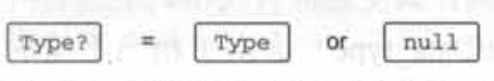 Type? = Type or null